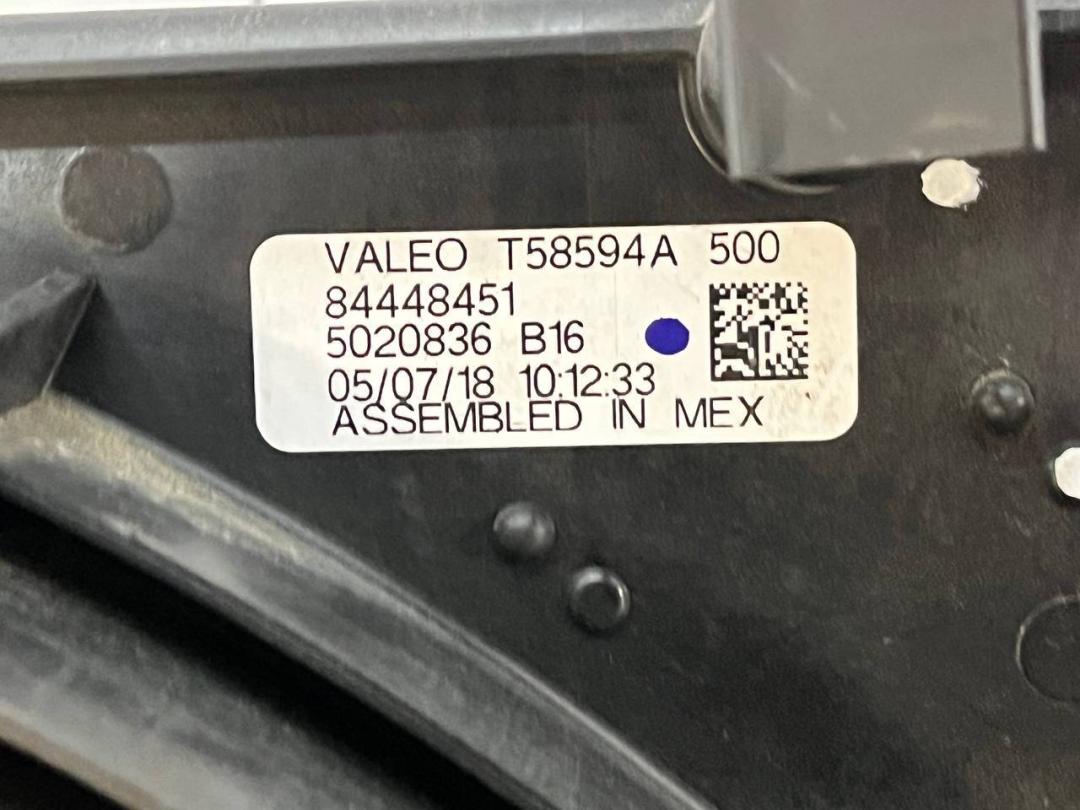 VALEO T58594A 500
84448451
5020836 B16
05/07/18 10:12:33
ASSEMBLED IN MEX